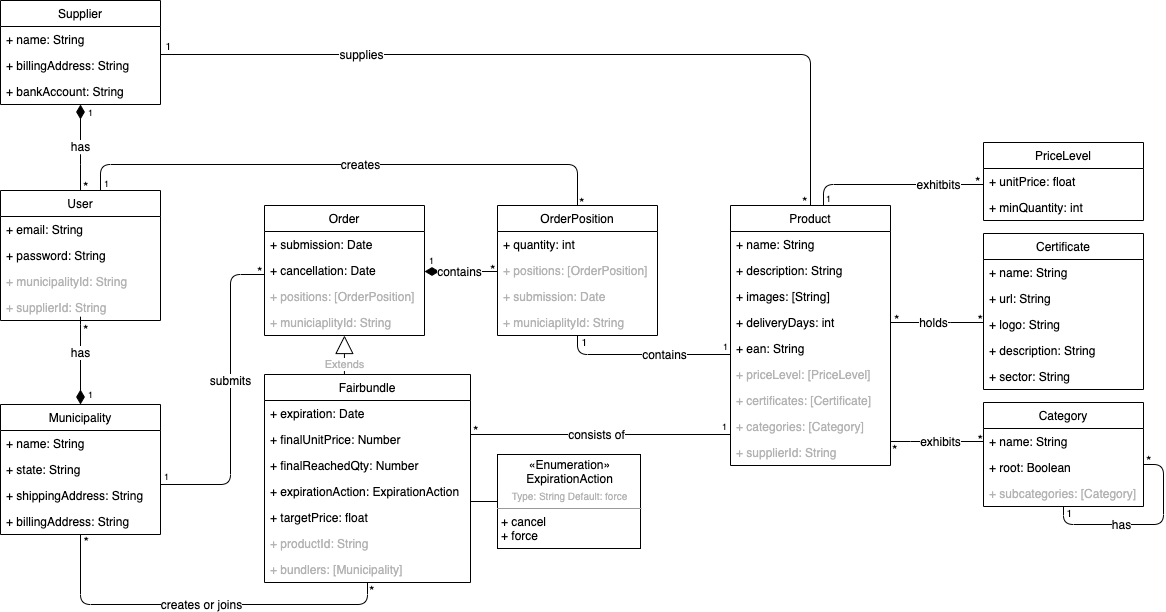 Supplier
+ name: String
+ billingAddress: String
+ bankAccount: String
1
supplies
*
1
has
*
1
creates
*
User
+ email: String
+ password: String
+ municipalityId: String
+ supplierId: String
*
has
1
Municipality
+ name: String
+ state: String
+ shippingAddress: String
+ billingAddress: String
1
submits
*
*
creates or joins
*
Order
+ submission: Date
+ cancellation: Date
+ positions: [OrderPosition]
+ municiaplityId: String
1
contains
*
Extends
Fairbundle
+ expiration: Date
+ finalUnitPrice: Number
+ finalReachedQty: Number
+ expirationAction: ExpirationAction
+ targetPrice: float
+ productId: String
+ bundlers: [Municipality]
*
consists of
1
OrderPosition
+ quantity: int
+ positions: [OrderPosition]
+ submission: Date
+ municiaplityId: String
1
contains
1
«Enumeration»
ExpirationAction
Type: String Default: force
+ cancel
+ force
Product
+ name: String
+ description: String
+ images: [String]
+ deliveryDays: int
+ ean: String
+ priceLevel: [PriceLevel]
+ certificates: [Certificate]
+ categories: [Category]
+ supplierId: String
1
exhitbits
*
PriceLevel
+ unitPrice: float
+ minQuantity: int
*
holds
*
Certificate
+ name: String
+ url: String
+ logo: String
+ description: String
+ sector: String
*
exhibits
*
Category
+ name: String
+ root: Boolean
+ subcategories: [Category]
*
1
has